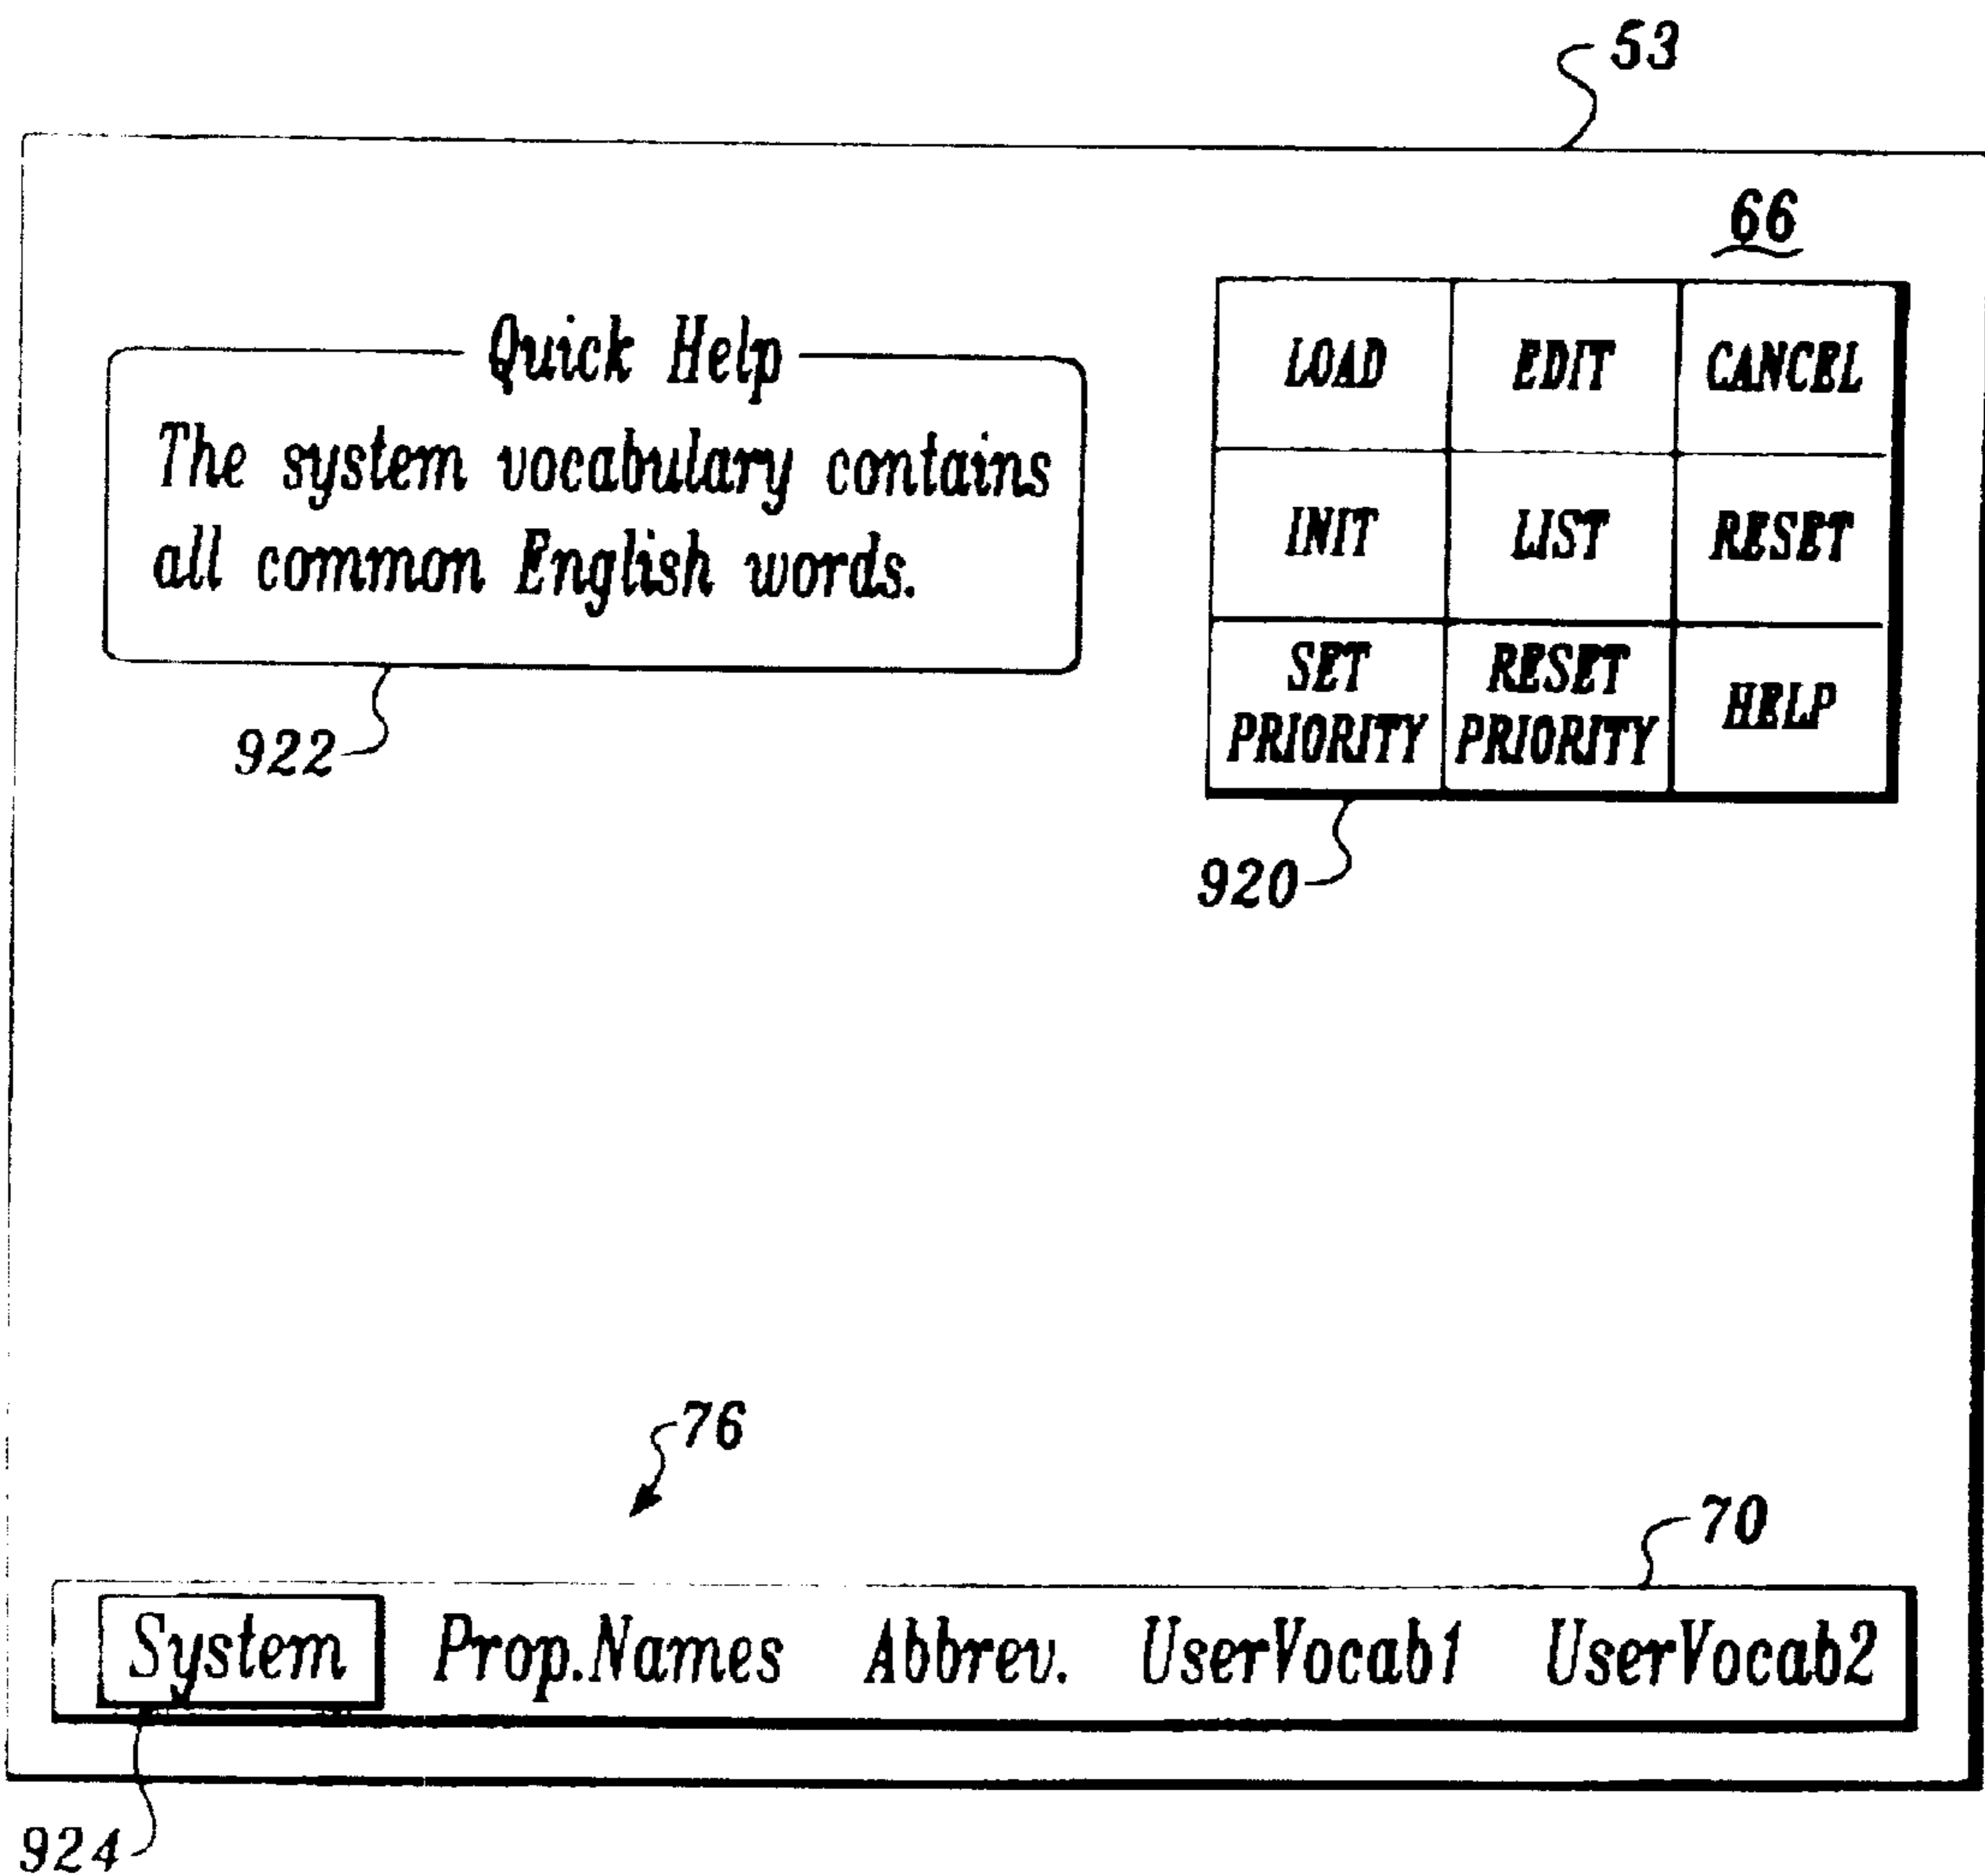 53
66
Quick Help
The system vocabulary contains
all common English words.
922
LOAD EDIT CANCEL
INIT LIST RESET
SET PRIORITY RESET PRIORITY HELP
920
76
70
System Prop.Names Abbrev. UserVocab1 UserVocab2
924